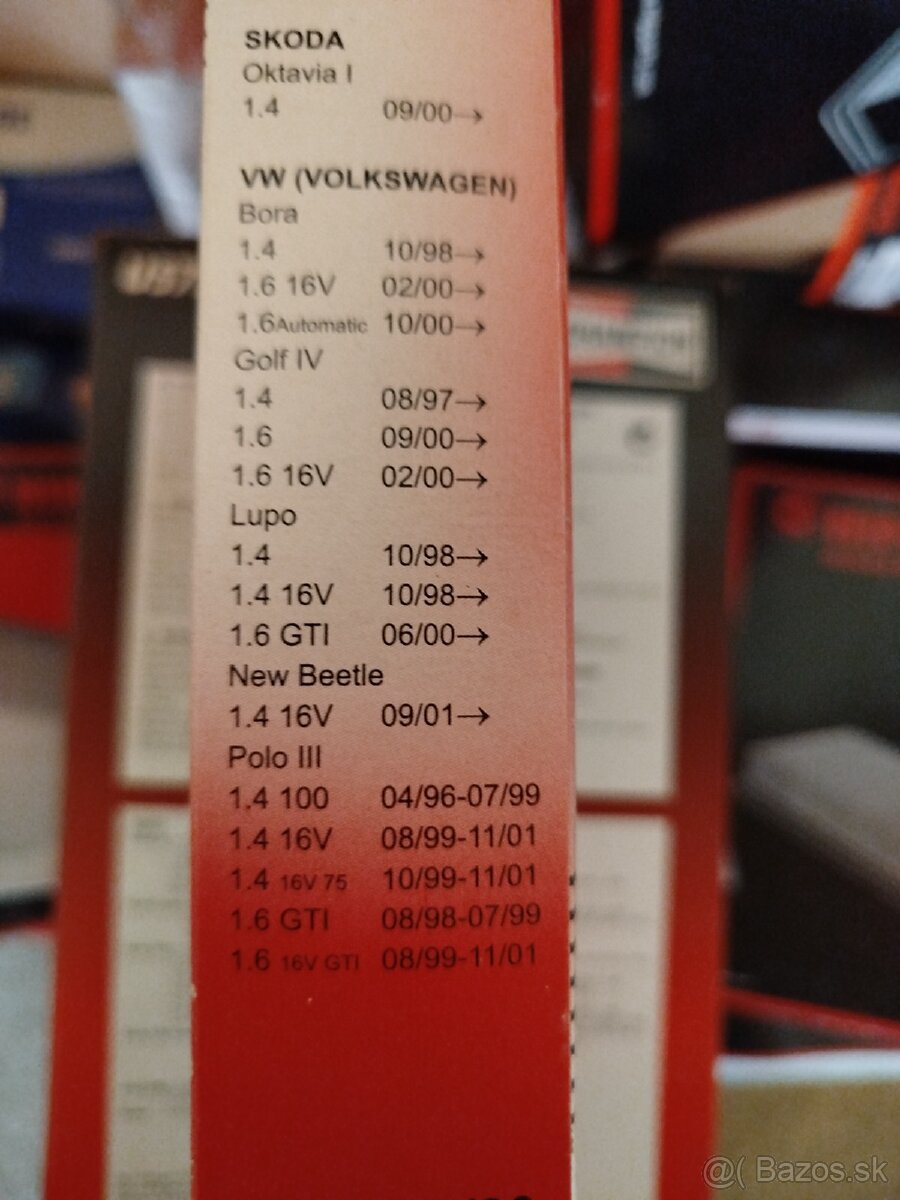 SKODA
Oktavia I
1.4 09/00→
VW (VOLKSWAGEN)
Bora
1.4 10/98→
1.6 16V 02/00→
1.6Automatic 10/00→
Golf IV
1.4 08/97→
1.6 09/00→
1.6 16V 02/00→
Lupo
1.4 10/98→
1.4 16V 10/98→
1.6 GTI 06/00→
New Beetle
1.4 16V 09/01→
Polo III
1.4 100 04/96-07/99
1.4 16V 08/99-11/01
1.4 16V 75 10/99-11/01
1.6 GTI 08/98-07/99
1.6 16V GTI 08/99-11/01
@( Bazos.sk